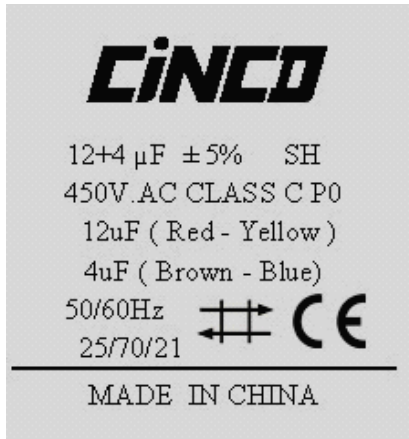 CiNCO
12+4 µF ±5% SH
450V.AC CLASS C P0
12uF ( Red - Yellow )
4uF ( Brown - Blue)
50/60Hz
25/70/21
CE
MADE IN CHINA